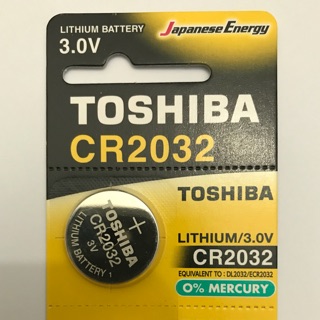 LITHIUM BATTERY
3.0V
Japanese Energy
TOSHIBA
CR2032
TOSHIBA
CR2032
3V
LITHIUM BATTERY
+
TOSHIBA
LITHIUM/3.0V
CR2032
EQUIVALENT TO : DL2032/ECR2032
0% MERCURY